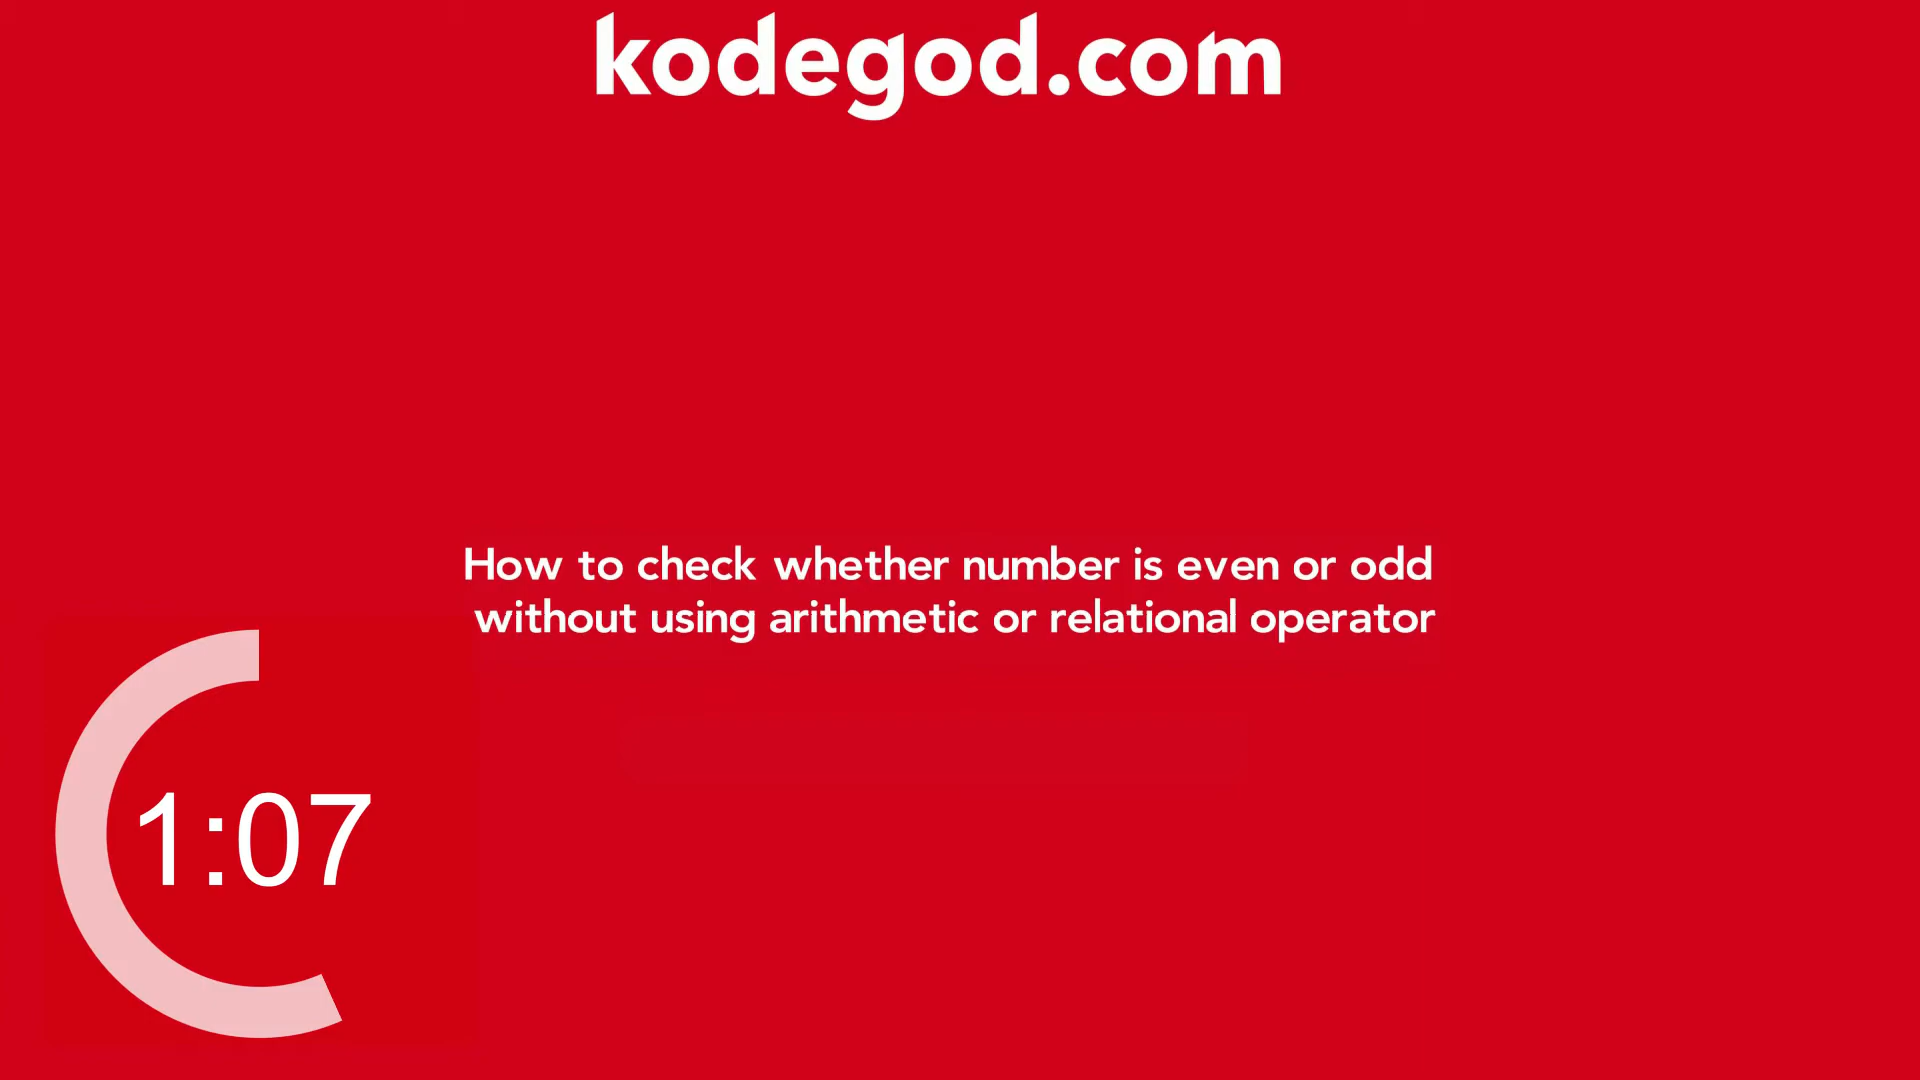 kodegod.com
How to check whether number is even or odd
without using arithmetic or relational operator
1:07